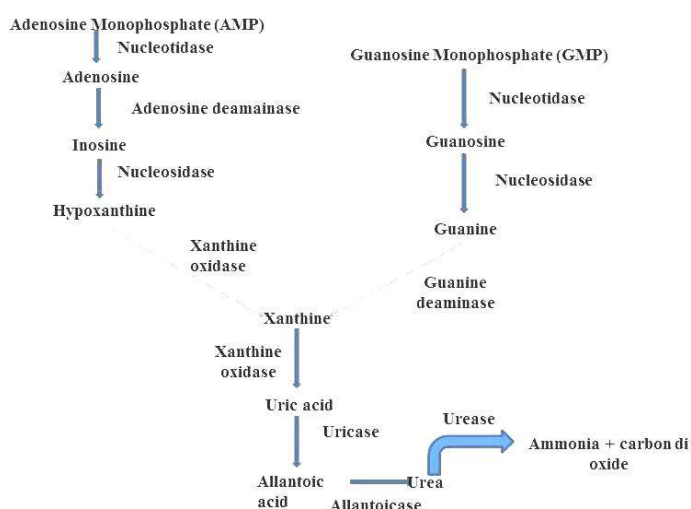 Adenosine Monophosphate (AMP)
Nucleotidase
Guanosine Monophosphate (GMP)
Adenosine
Nucleotidase
Adenosine deamainase
Inosine
Guanosine
Nucleosidase
Nucleosidase
Hypoxanthine
Guanine
Xanthine
oxidase
Guanine
deaminase
Xanthine
Xanthine
oxidase
Uric acid
Uricase
Urease
Ammonia + carbon di
oxide
Allantoic
acid
Urea
Allantoicase